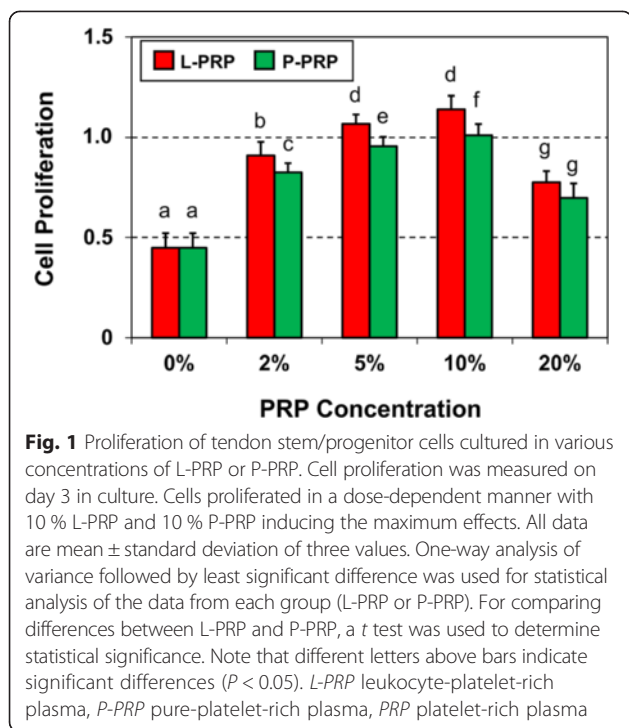 1.5
L-PRP P-PRP
d
d
f
e
1.0
b
c
g g
a a
0.5
0
Cell Proliferation
0% 2% 5% 10% 20%
PRP Concentration
Fig. 1 Proliferation of tendon stem/progenitor cells cultured in various
concentrations of L-PRP or P-PRP. Cell proliferation was measured on
day 3 in culture. Cells proliferated in a dose-dependent manner with
10 % L-PRP and 10 % P-PRP inducing the maximum effects. All data
are mean ± standard deviation of three values. One-way analysis of
variance followed by least significant difference was used for statistical
analysis of the data from each group (L-PRP or P-PRP). For comparing
differences between L-PRP and P-PRP, a t test was used to determine
statistical significance. Note that different letters above bars indicate
significant differences (P < 0.05). L-PRP leukocyte-platelet-rich
plasma, P-PRP pure-platelet-rich plasma, PRP platelet-rich plasma